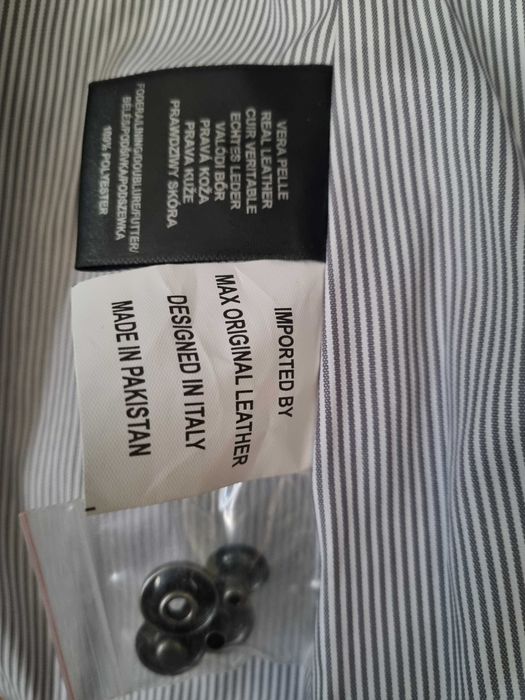 VERA PELLE
REAL LEATHER
CUIR VERITABLE
ECHTES LEDER
VALÓDI BŐR
PRAVÁ KOŽA
PRAVA KUŽE
PRAWDZIWY SKÓRA
FODERA/LINING/DOUBLURE/FUTTER/
BÉLÉS/PODŠÍVKA/PODSZEWKA
100% POLYESTER
IMPORTED BY
MAX ORIGINAL LEATHER
DESIGNED IN ITALY
MADE IN PAKISTAN